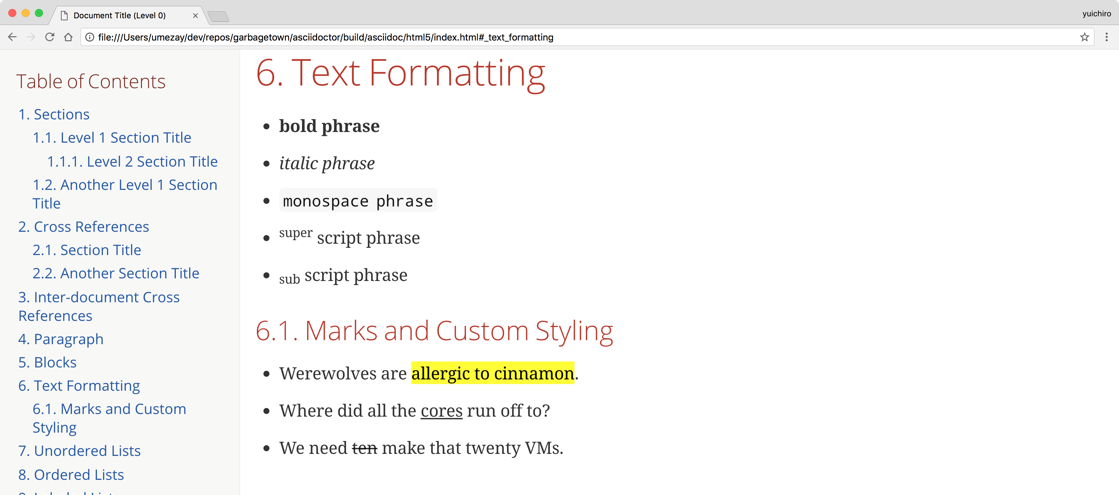 Document Title (Level 0)
yuichiro
file:///Users/umezay/dev/repos/garbagetown/asciidoctor/build/asciidoc/html5/index.html#_text_formatting
Table of Contents
1. Sections
1.1. Level 1 Section Title
1.1.1. Level 2 Section Title
1.2. Another Level 1 Section
Title
2. Cross References
2.1. Section Title
2.2. Another Section Title
3. Inter-document Cross
References
4. Paragraph
5. Blocks
6. Text Formatting
6.1. Marks and Custom
Styling
7. Unordered Lists
8. Ordered Lists
6. Text Formatting
• bold phrase
• italic phrase
• monospace phrase
• super script phrase
• sub script phrase
6.1. Marks and Custom Styling
• Werewolves are allergic to cinnamon.
• Where did all the cores run off to?
• We need ten make that twenty VMs.